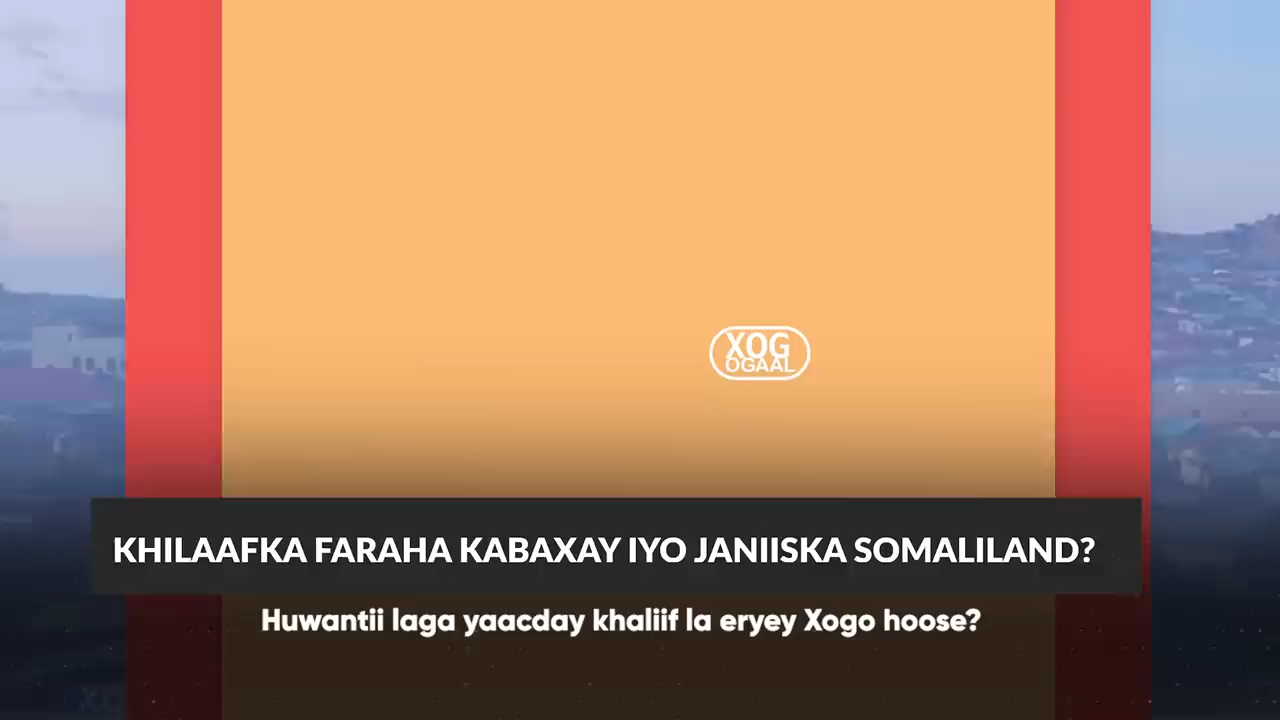 XOG
OGAAL
KHILAAFKA FARAHA KABAXAY IYO JANIISKA SOMALILAND?
Huwantii laga yaacday khaliif la eryey Xogo hoose?